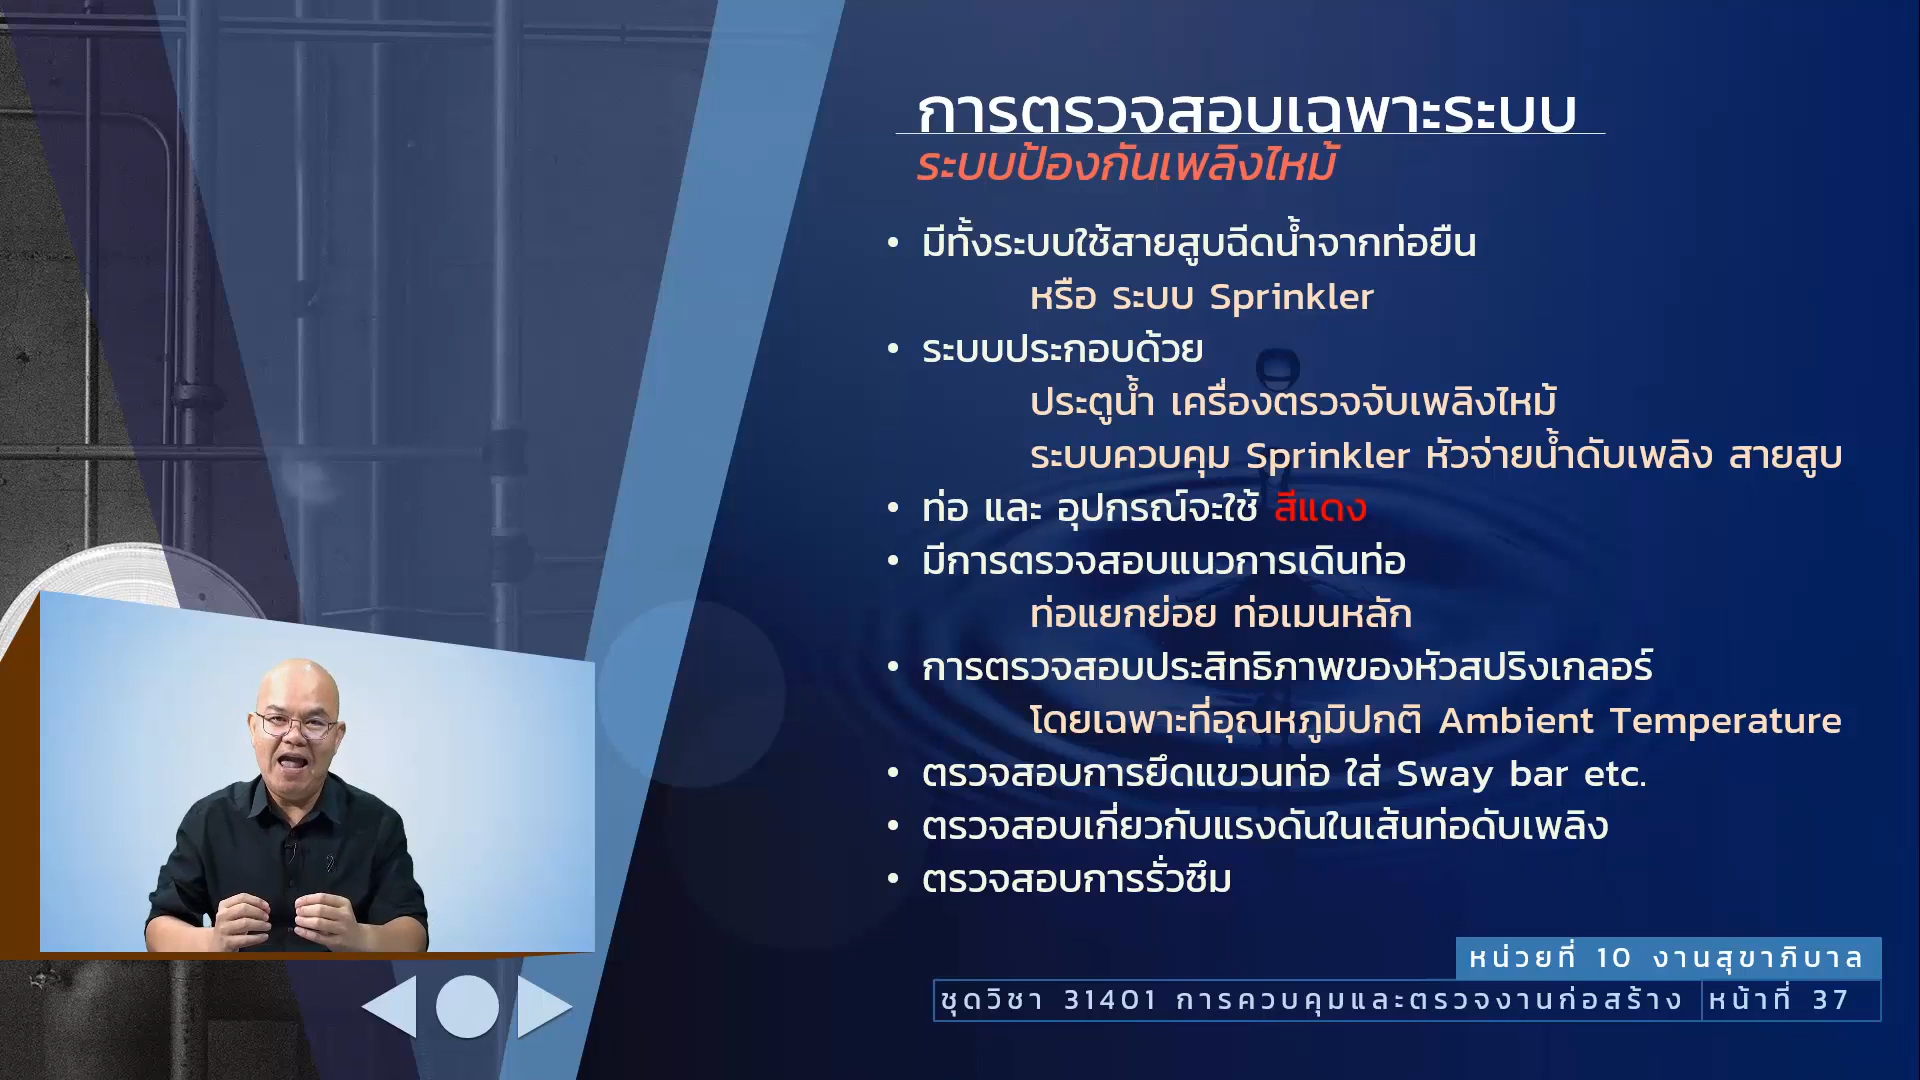 การตรวจสอบเฉพาะระบบ
ระบบป้องกันเพลิงไหม้
• มีทั้งระบบใช้สายสูบฉีดน้ำจากท่อยืน
หรือ ระบบ Sprinkler
• ระบบประกอบด้วย
ประตูน้ำ เครื่องตรวจจับเพลิงไหม้
ระบบควบคุม Sprinkler หัวจ่ายน้ำดับเพลิง สายสูบ
• ท่อ และ อุปกรณ์จะใช้ สีแดง
• มีการตรวจสอบแนวการเดินท่อ
ท่อแยกย่อย ท่อเมนหลัก
• การตรวจสอบประสิทธิภาพของหัวสปริงเกลอร์
โดยเฉพาะที่อุณหภูมิปกติ Ambient Temperature
• ตรวจสอบการยึดแขวนท่อ ใส่ Sway bar etc.
• ตรวจสอบเกี่ยวกับแรงดันในเส้นท่อดับเพลิง
• ตรวจสอบการรั่วซึม
หน่วยที่ 10 งานสุขาภิบาล
ชุดวิชา 31401 การควบคุมและตรวจงานก่อสร้าง หน้าที่ 37